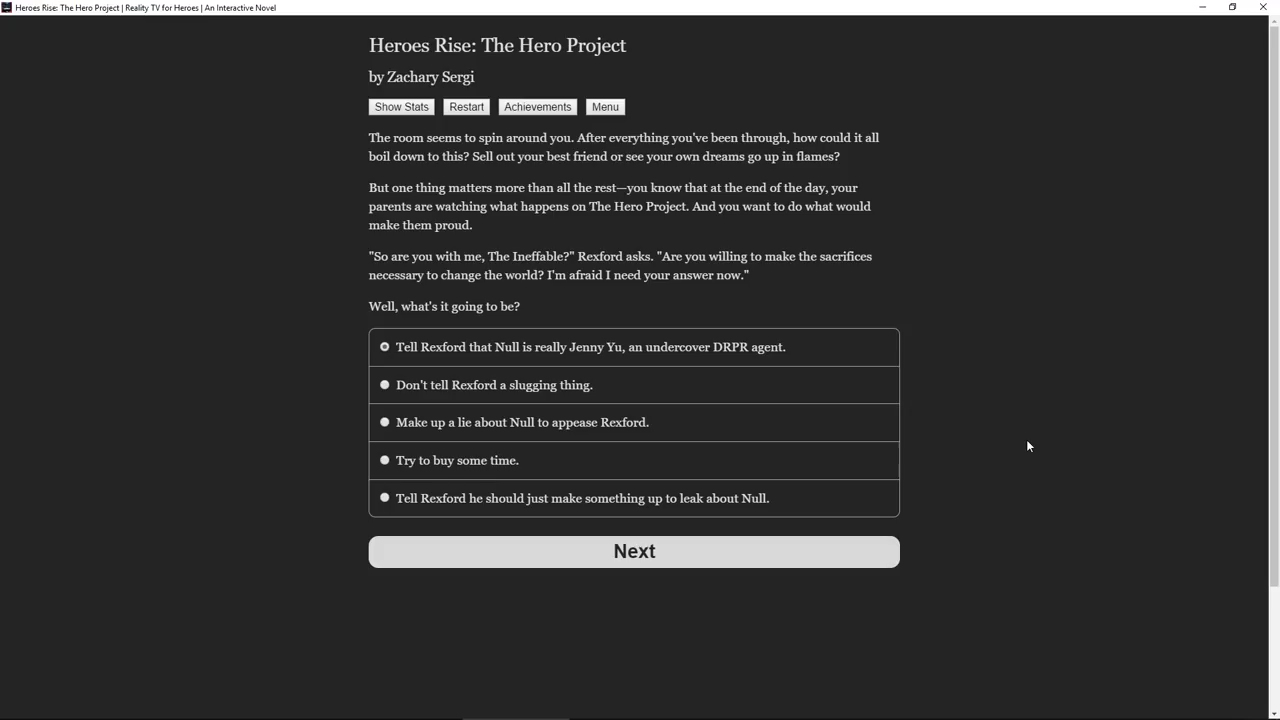 Heroes Rise: The Hero Project | Reality TV for Heroes | An Interactive Novel
Heroes Rise: The Hero Project
by Zachary Sergi
Show Stats Restart Achievements Menu
The room seems to spin around you. After everything you've been through, how could it all
boil down to this? Sell out your best friend or see your own dreams go up in flames?
But one thing matters more than all the rest—you know that at the end of the day, your
parents are watching what happens on The Hero Project. And you want to do what would
make them proud.
"So are you with me, The Ineffable?" Rexford asks. "Are you willing to make the sacrifices
necessary to change the world? I'm afraid I need your answer now."
Well, what's it going to be?
Tell Rexford that Null is really Jenny Yu, an undercover DRPR agent.
Don't tell Rexford a slugging thing.
Make up a lie about Null to appease Rexford.
Try to buy some time.
Tell Rexford he should just make something up to leak about Null.
Next